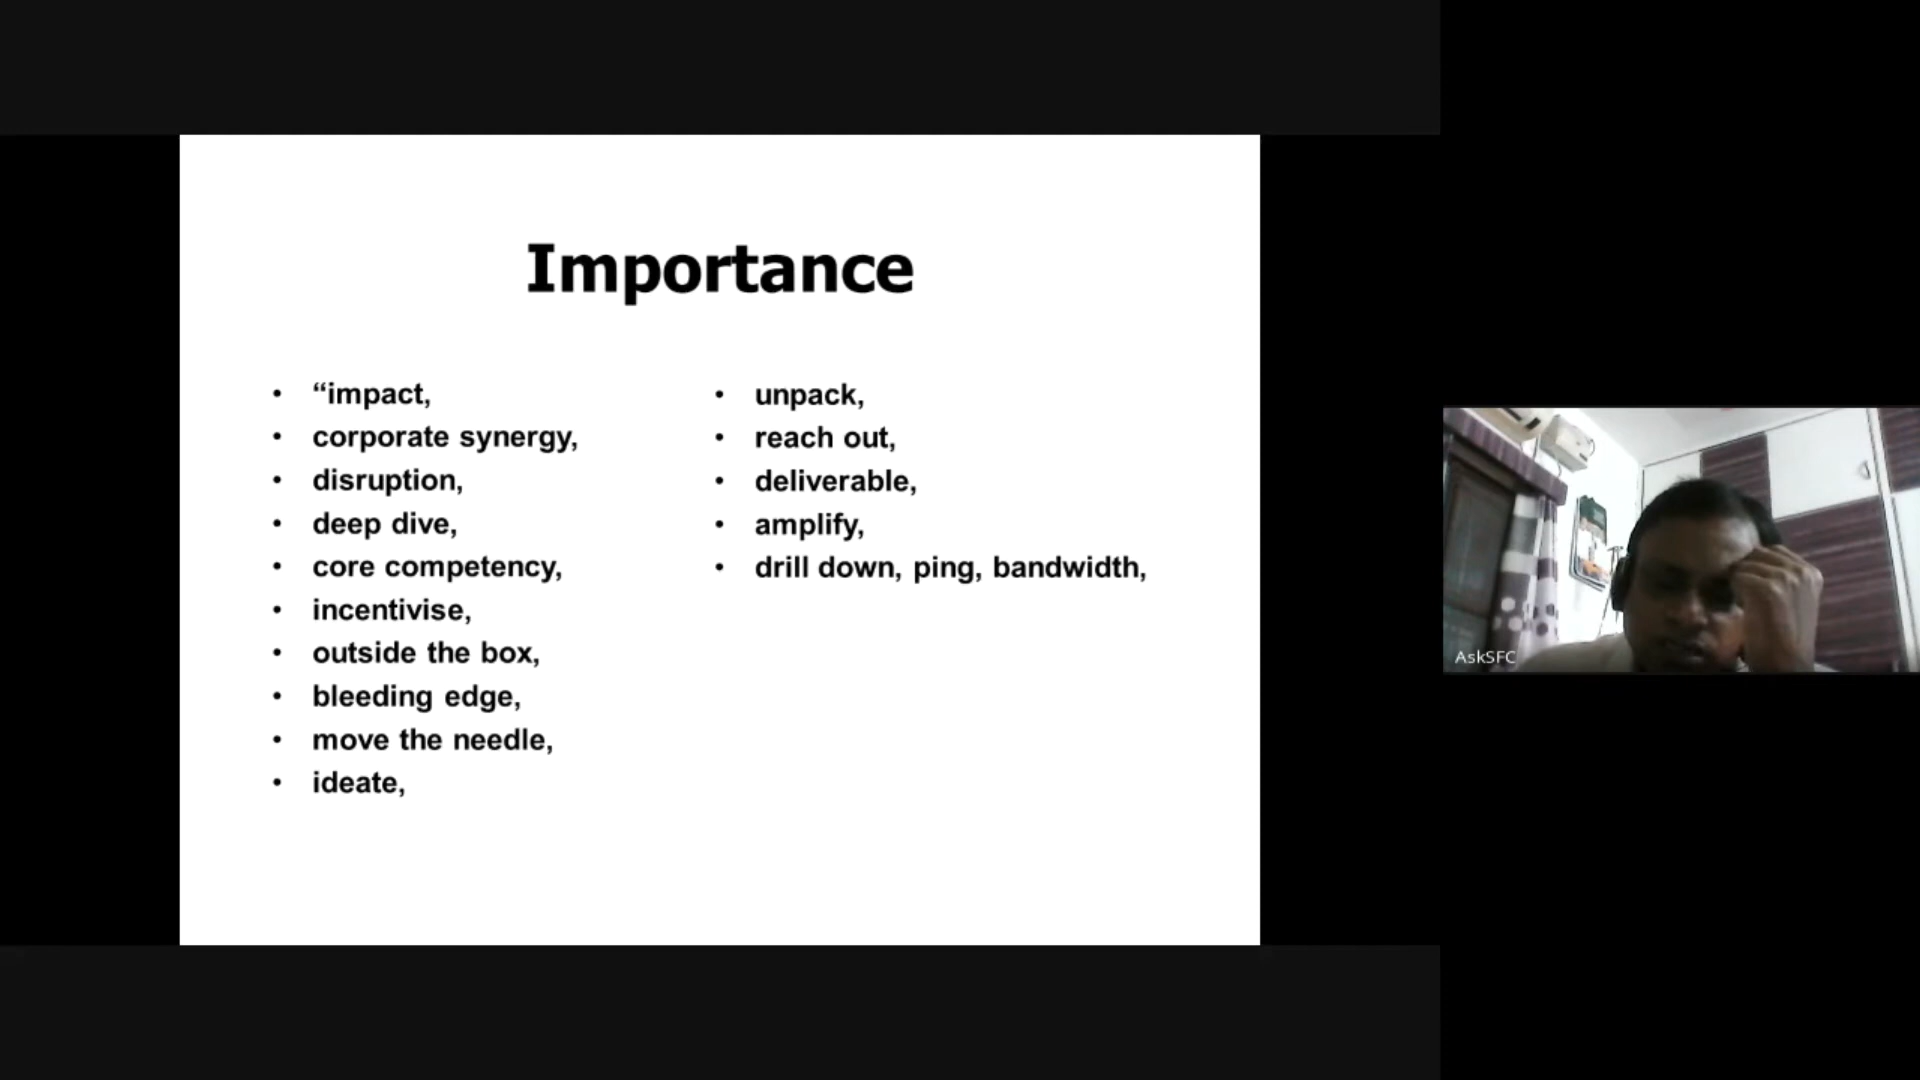 Importance
• “impact,
• corporate synergy,
• disruption,
• deep dive,
• core competency,
• incentivise,
• outside the box,
• bleeding edge,
• move the needle,
• ideate,
• unpack,
• reach out,
• deliverable,
• amplify,
• drill down, ping, bandwidth,
AskSFC